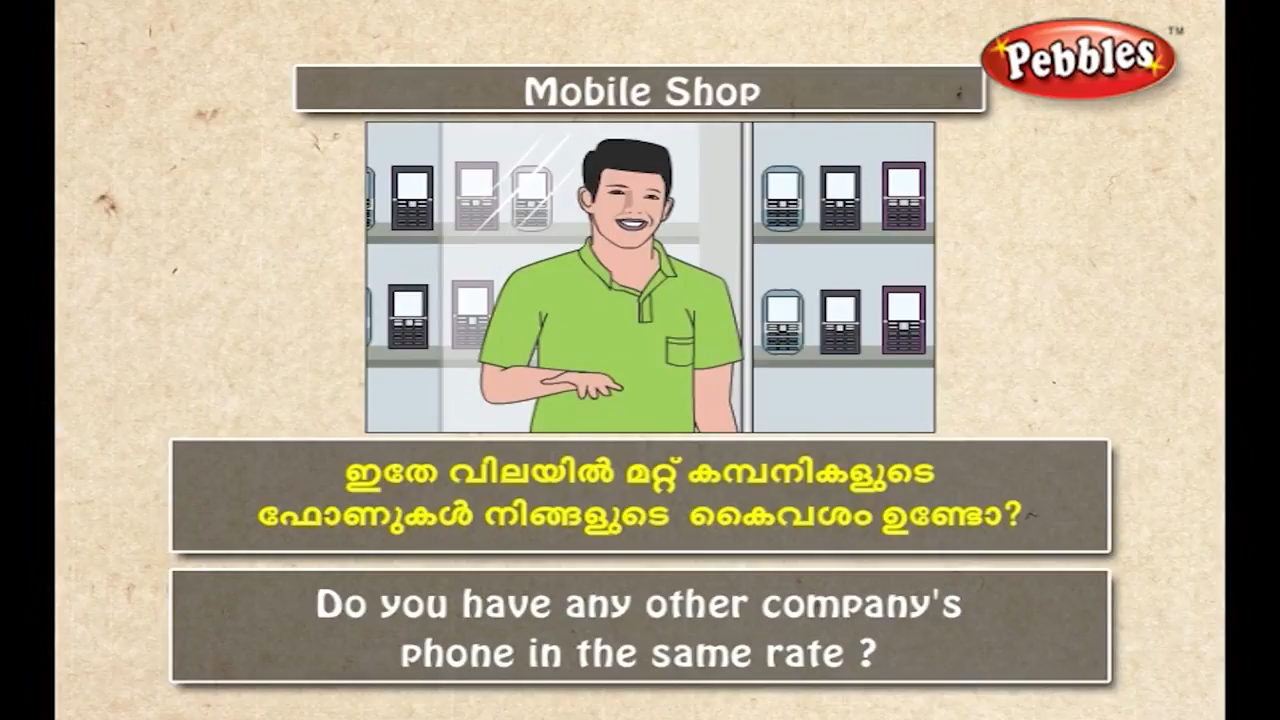 Pebbles™
Mobile Shop
ഇതേ വിലയിൽ മറ്റ് കമ്പനികളുടെ
ഫോണുകൾ നിങ്ങളുടെ കൈവശം ഉണ്ടോ?
Do you have any other company's
phone in the same rate ?